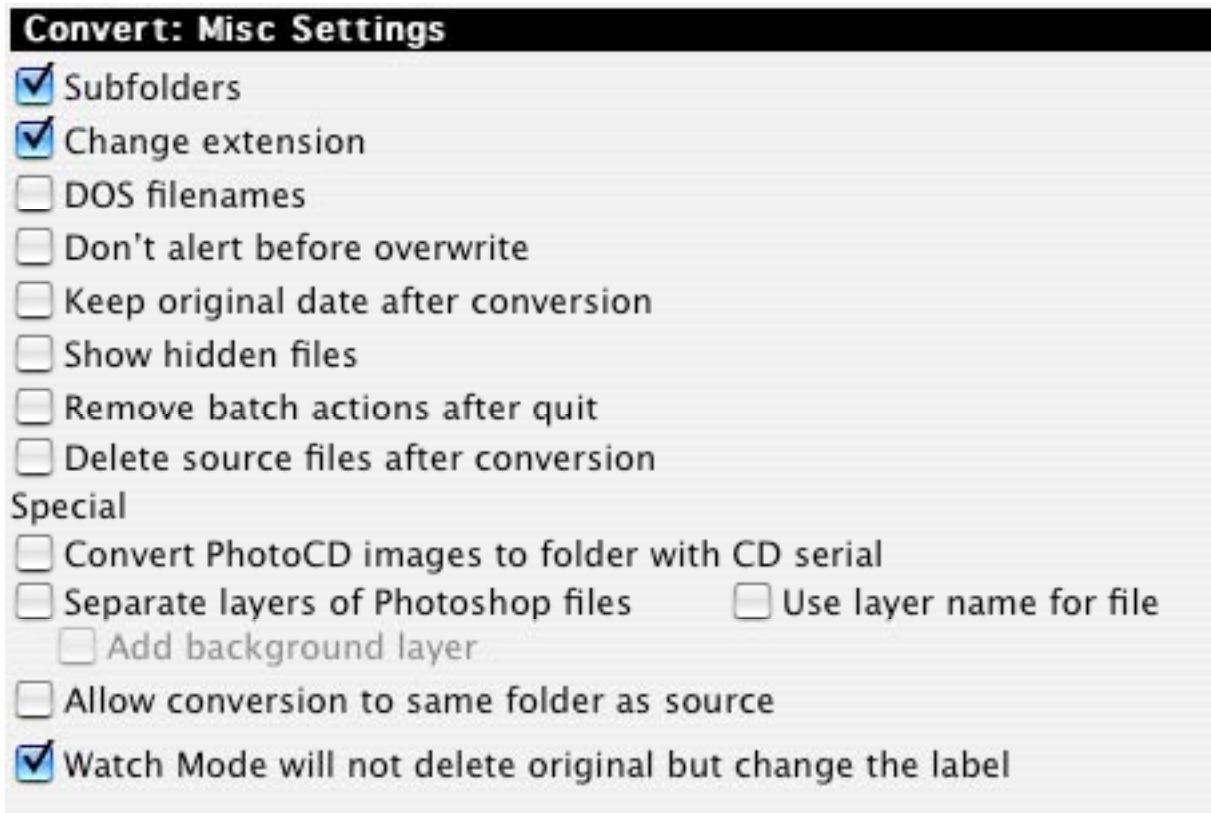 Convert: Misc Settings
Subfolders
Change extension
DOS filenames
Don’t alert before overwrite
Keep original date after conversion
Show hidden files
Remove batch actions after quit
Delete source files after conversion
Special
Convert PhotoCD images to folder with CD serial
Separate layers of Photoshop files Use layer name for file
Add background layer
Allow conversion to same folder as source
Watch Mode will not delete original but change the label